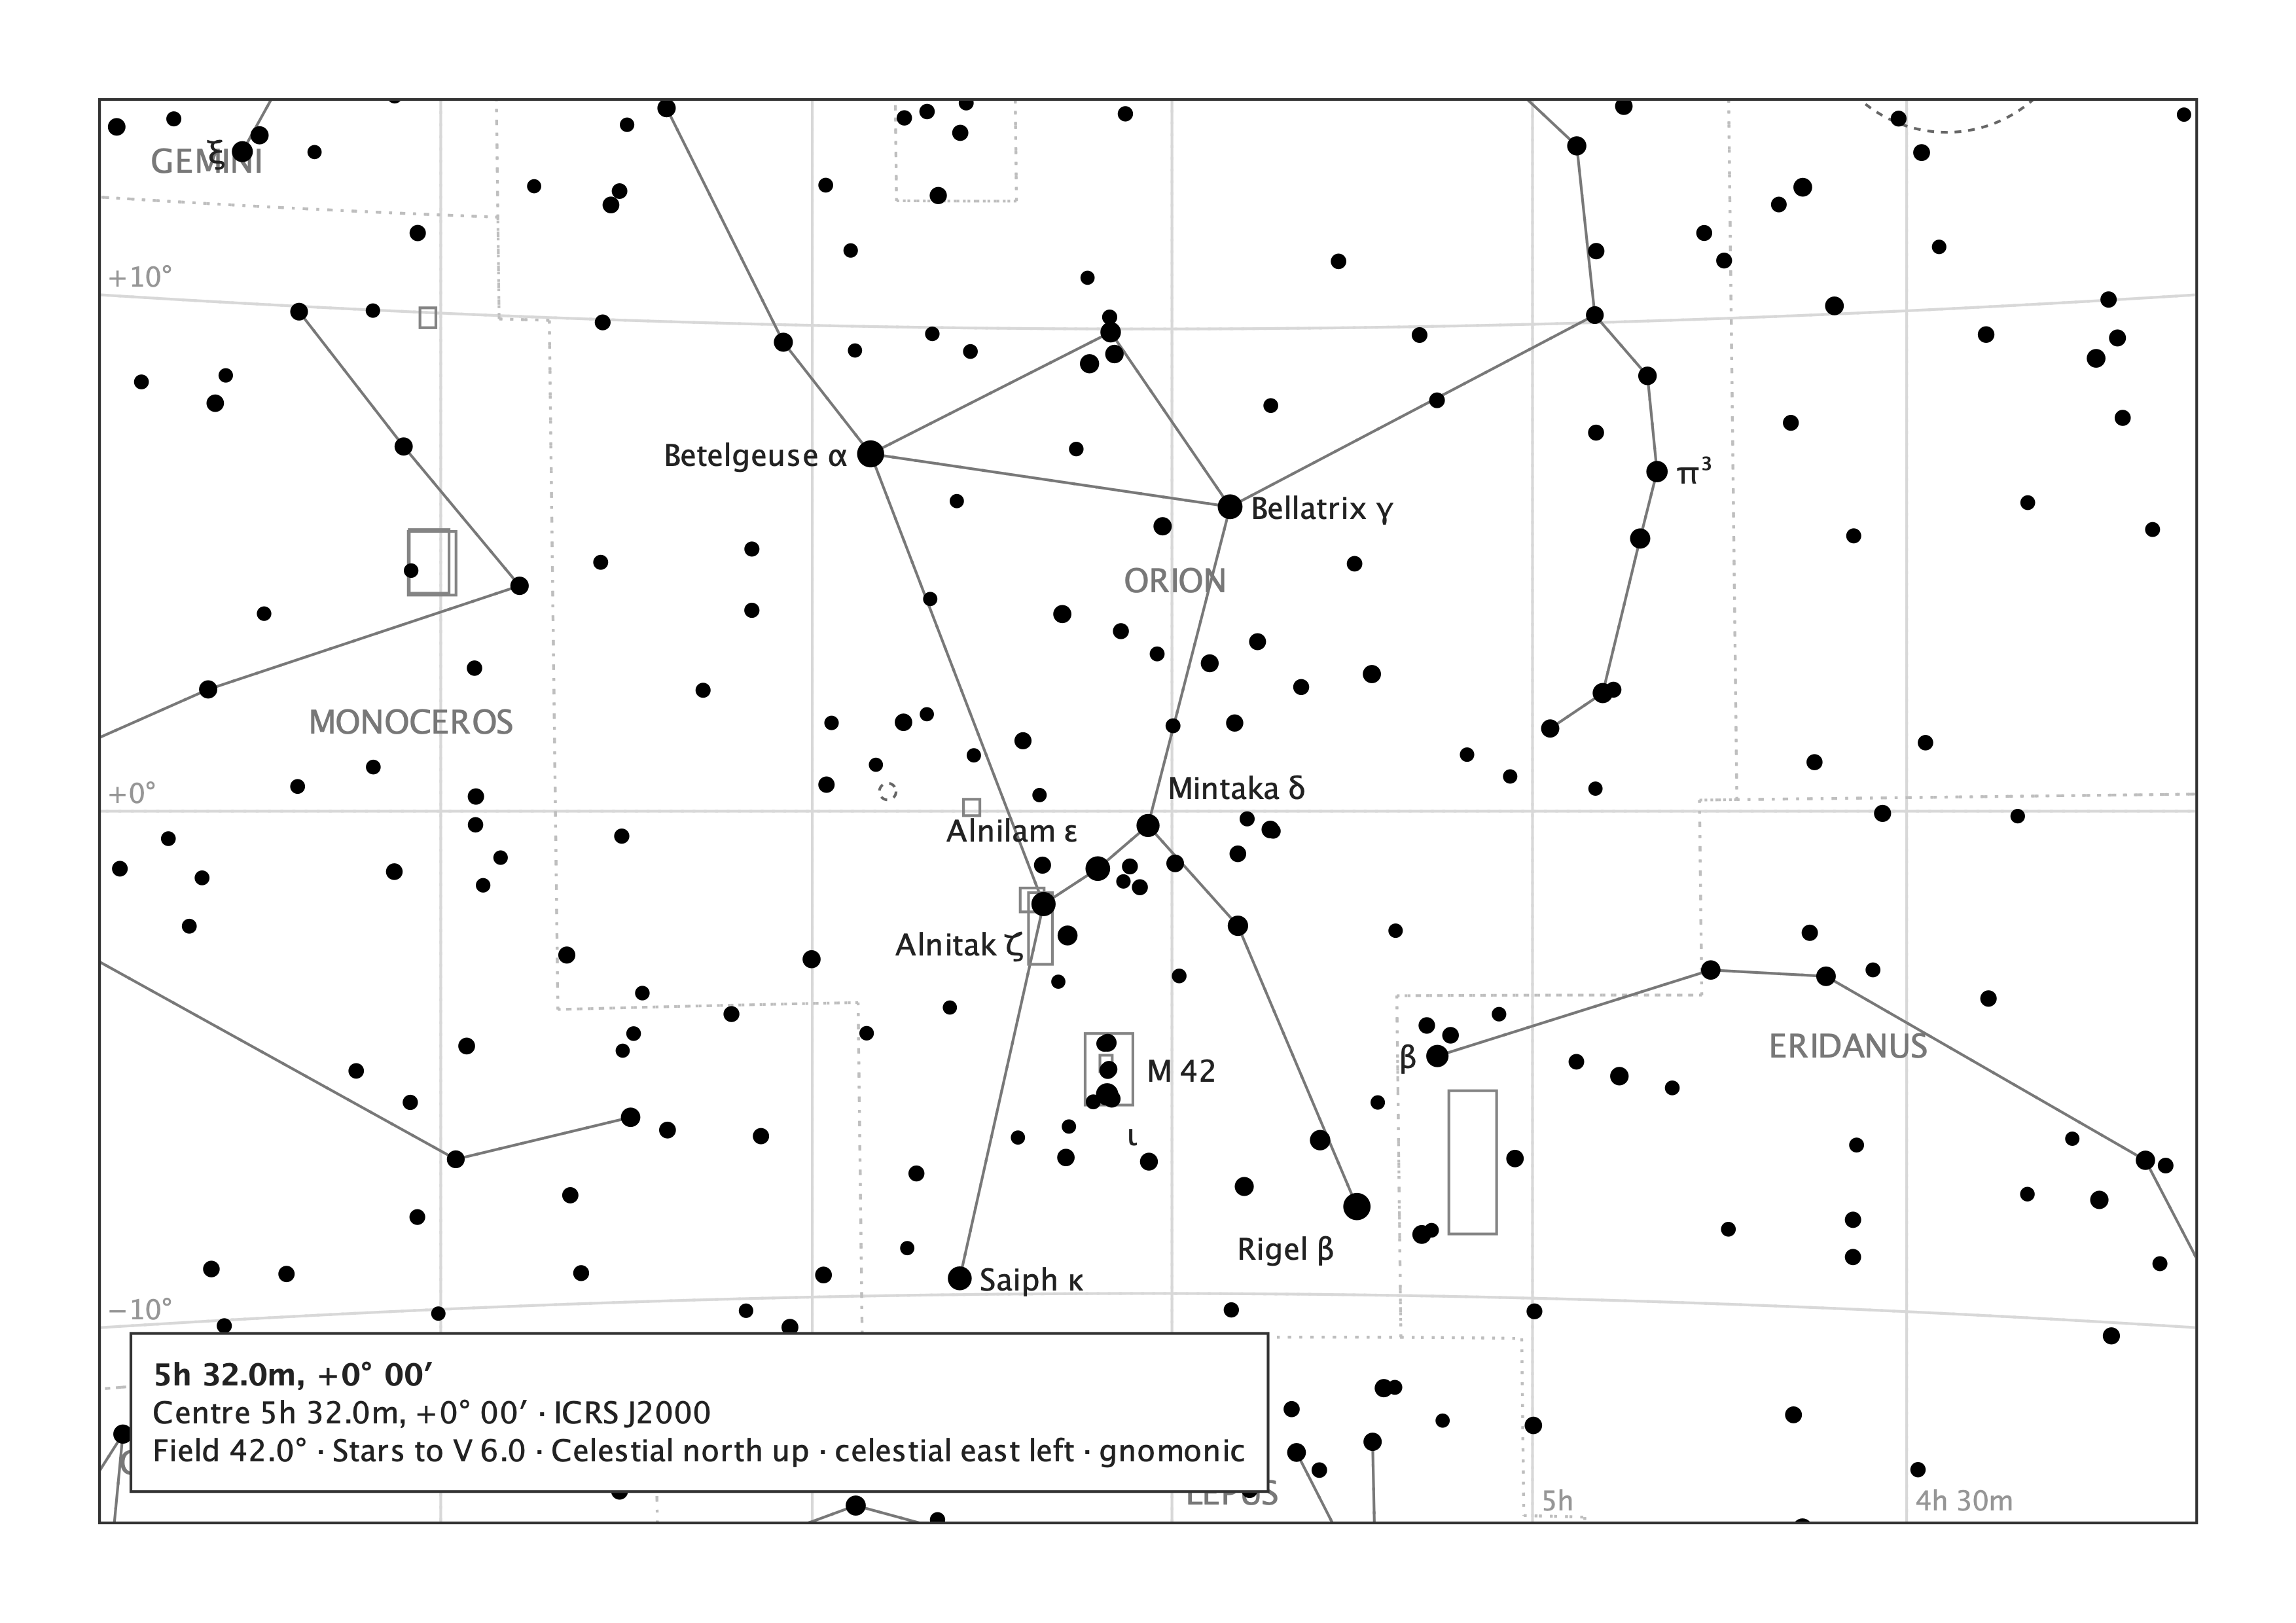 ξ
GEMINI
+10°
Betelgeuse α
π³
Bellatrix γ
ORION
MONOCEROS
Mintaka δ
+0°
Alnilam ε
Alnitak ζ
ERIDANUS
β
M 42
ι
Rigel β
Saiph κ
−10°
5h 32.0m, +0° 00′
Centre 5h 32.0m, +0° 00′ · ICRS J2000
Field 42.0° · Stars to V 6.0 · Celestial north up · celestial east left · gnomonic
LEPUS
5h
4h 30m